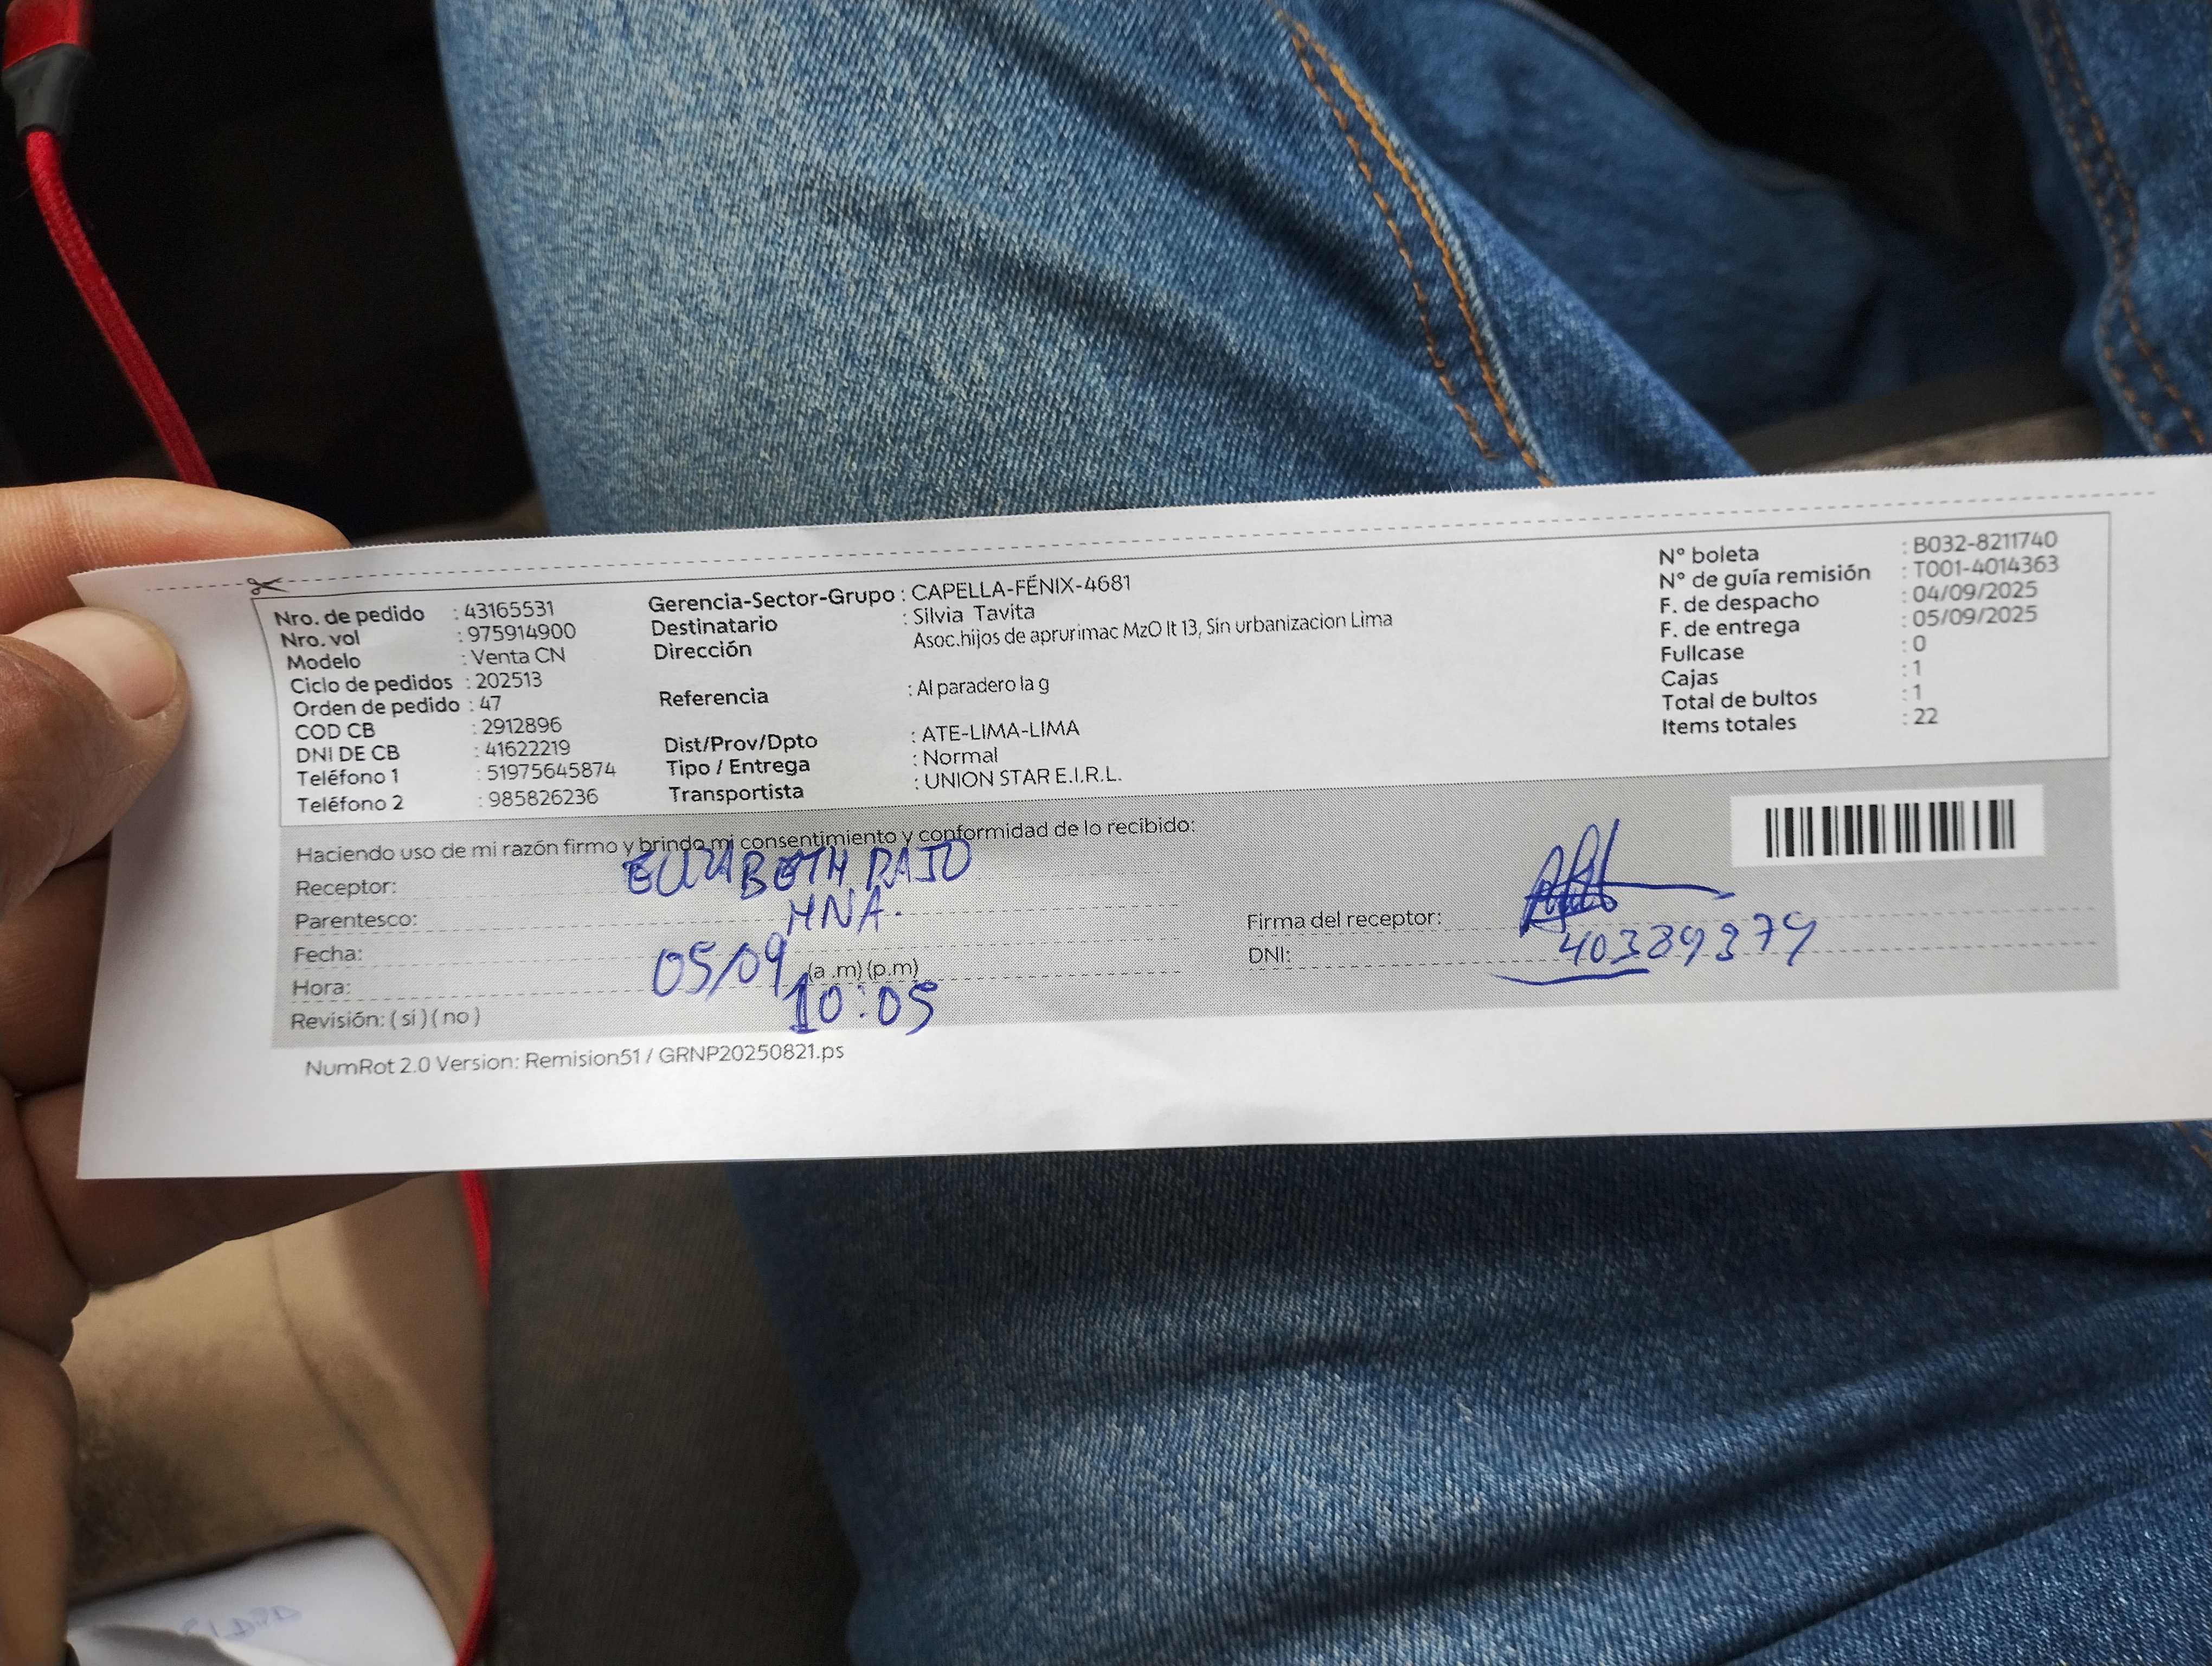 Nro. de pedido : 43165531
Nro. vol : 975914900
Modelo : Venta CN
Ciclo de pedidos : 202513
Orden de pedido : 47
COD CB : 2912896
DNI DE CB : 41622219
Teléfono 1 : 51975645874
Teléfono 2 : 985826236
Gerencia-Sector-Grupo : CAPELLA-FÉNIX-4681
Destinatario : Silvia Tavita
Dirección Asoc.hijos de aprurimac MzO lt 13, Sin urbanizacion Lima
Referencia : Al paradero la g
Dist/Prov/Dpto : ATE-LIMA-LIMA
Tipo / Entrega : Normal
Transportista : UNION STAR E.I.R.L.
N° boleta : B032-8211740
N° de guía remisión : T001-4014363
F. de despacho : 04/09/2025
F. de entrega : 05/09/2025
Fullcase : 0
Cajas : 1
Total de bultos : 1
Items totales : 22
Haciendo uso de mi razón firmo y brindo mi consentimiento y conformidad de lo recibido:
Receptor: ELIZABETH
Parentesco: HNA.
Fecha: 05/09
Hora: (a .m) (p.m) 10:05
Revisión: ( si ) ( no )
Firma del receptor:
DNI: 40389379
NumRot 2.0 Version: Remision51 / GRNP20250821.ps